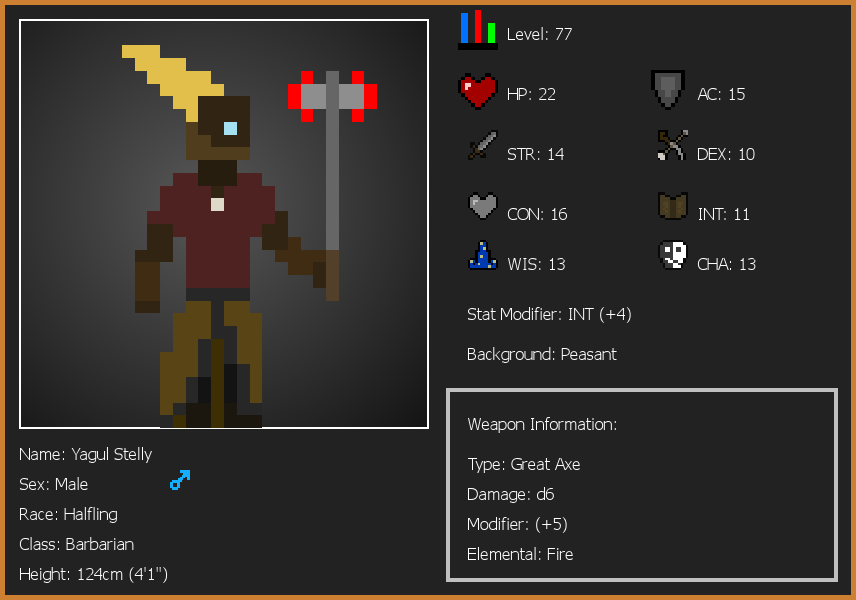 Level: 77
HP: 22
AC: 15
STR: 14
DEX: 10
CON: 16
INT: 11
WIS: 13
CHA: 13
Stat Modifier: INT (+4)
Background: Peasant
Weapon Information:
Type: Great Axe
Damage: d6
Modifier: (+5)
Elemental: Fire
Name: Yagul Stelly
Sex: Male
Race: Halfling
Class: Barbarian
Height: 124cm (4'1")